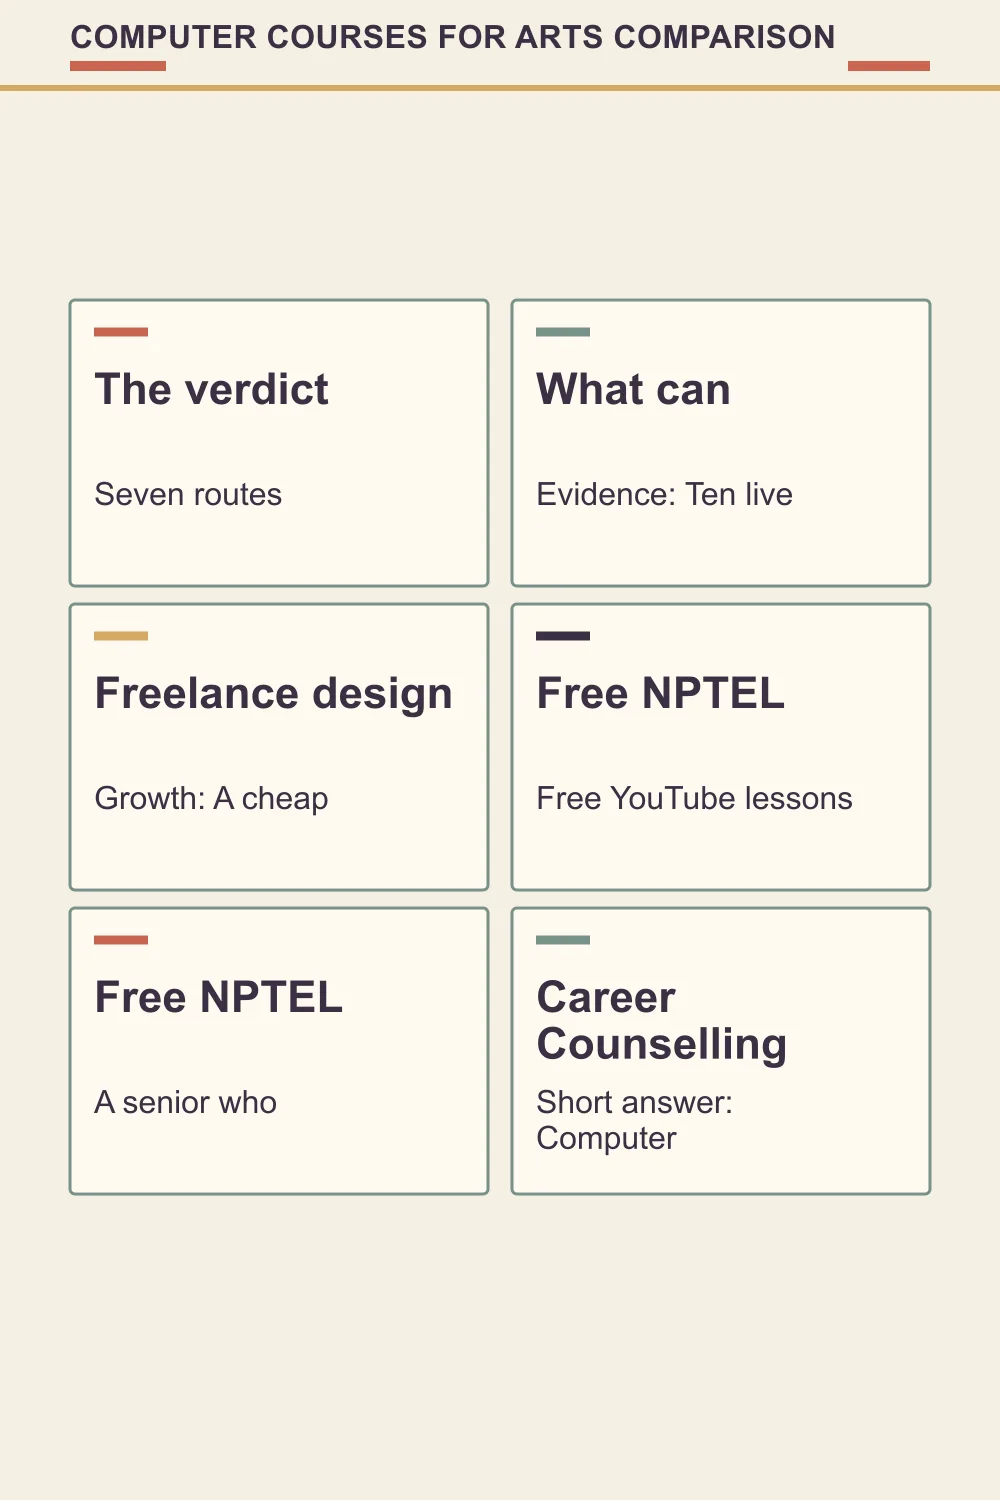 COMPUTER COURSES FOR ARTS COMPARISON
The verdict
Seven routes
What can
Evidence: Ten live
Freelance design
Growth: A cheap
Free NPTEL
Free YouTube lessons
Free NPTEL
A senior who
Career
Counselling
Short answer:
Computer